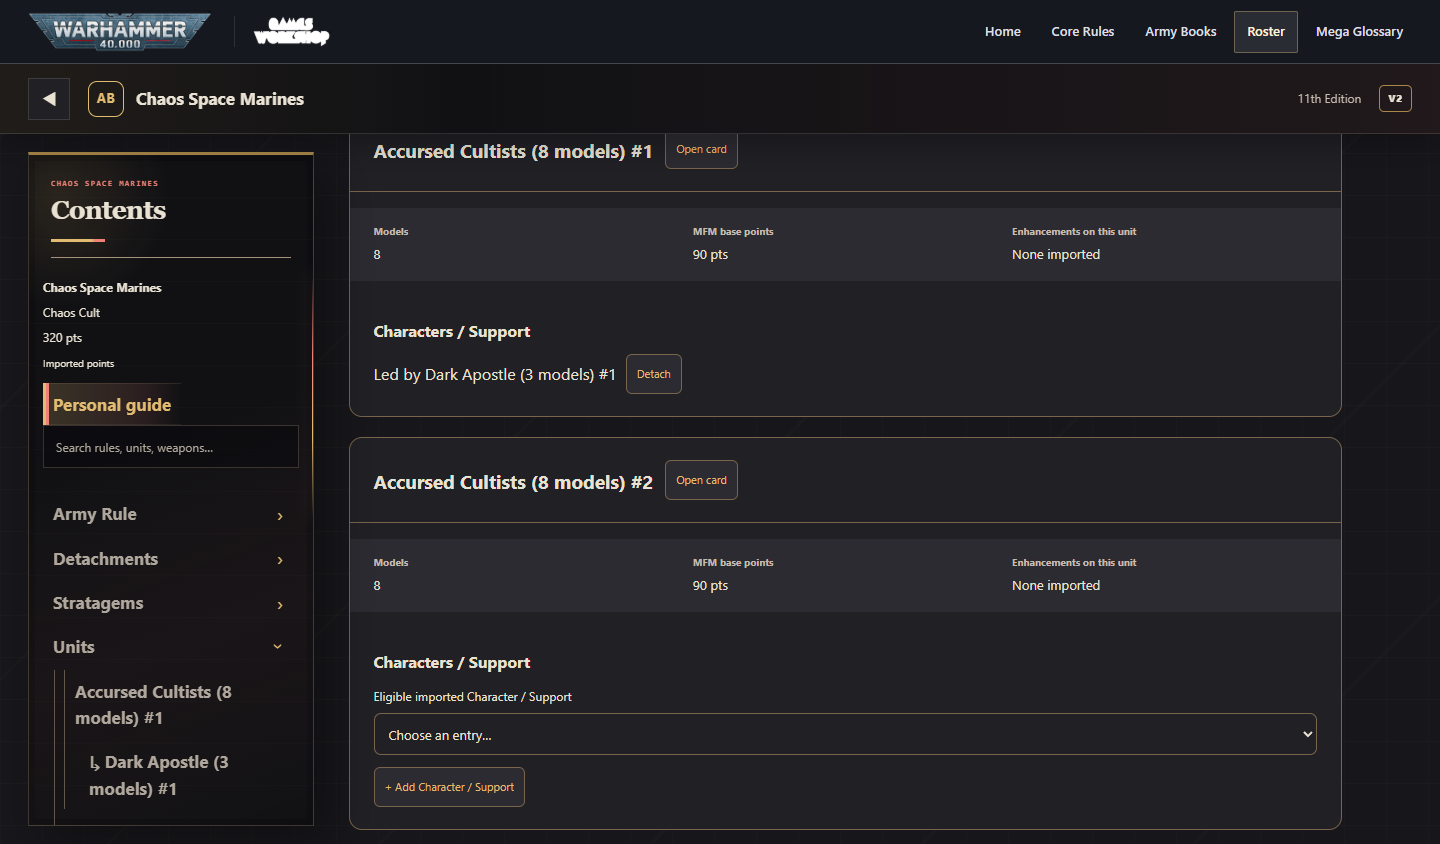 WARHAMMER
40,000
GAMES
WORKSHOP
Home
Core Rules
Army Books
Roster
Mega Glossary
◀
AB
Chaos Space Marines
11th Edition
V2
CHAOS SPACE MARINES
Contents
Chaos Space Marines
Chaos Cult
320 pts
Imported points
Personal guide
Search rules, units, weapons...
Army Rule ›
Detachments ›
Stratagems ›
Units
Accursed Cultists (8
models) #1
↳ Dark Apostle (3
models) #1
Accursed Cultists (8 models) #1
Open card
Models
8
MFM base points
90 pts
Enhancements on this unit
None imported
Characters / Support
Led by Dark Apostle (3 models) #1
Detach
Accursed Cultists (8 models) #2
Open card
Models
8
MFM base points
90 pts
Enhancements on this unit
None imported
Characters / Support
Eligible imported Character / Support
Choose an entry...
+ Add Character / Support